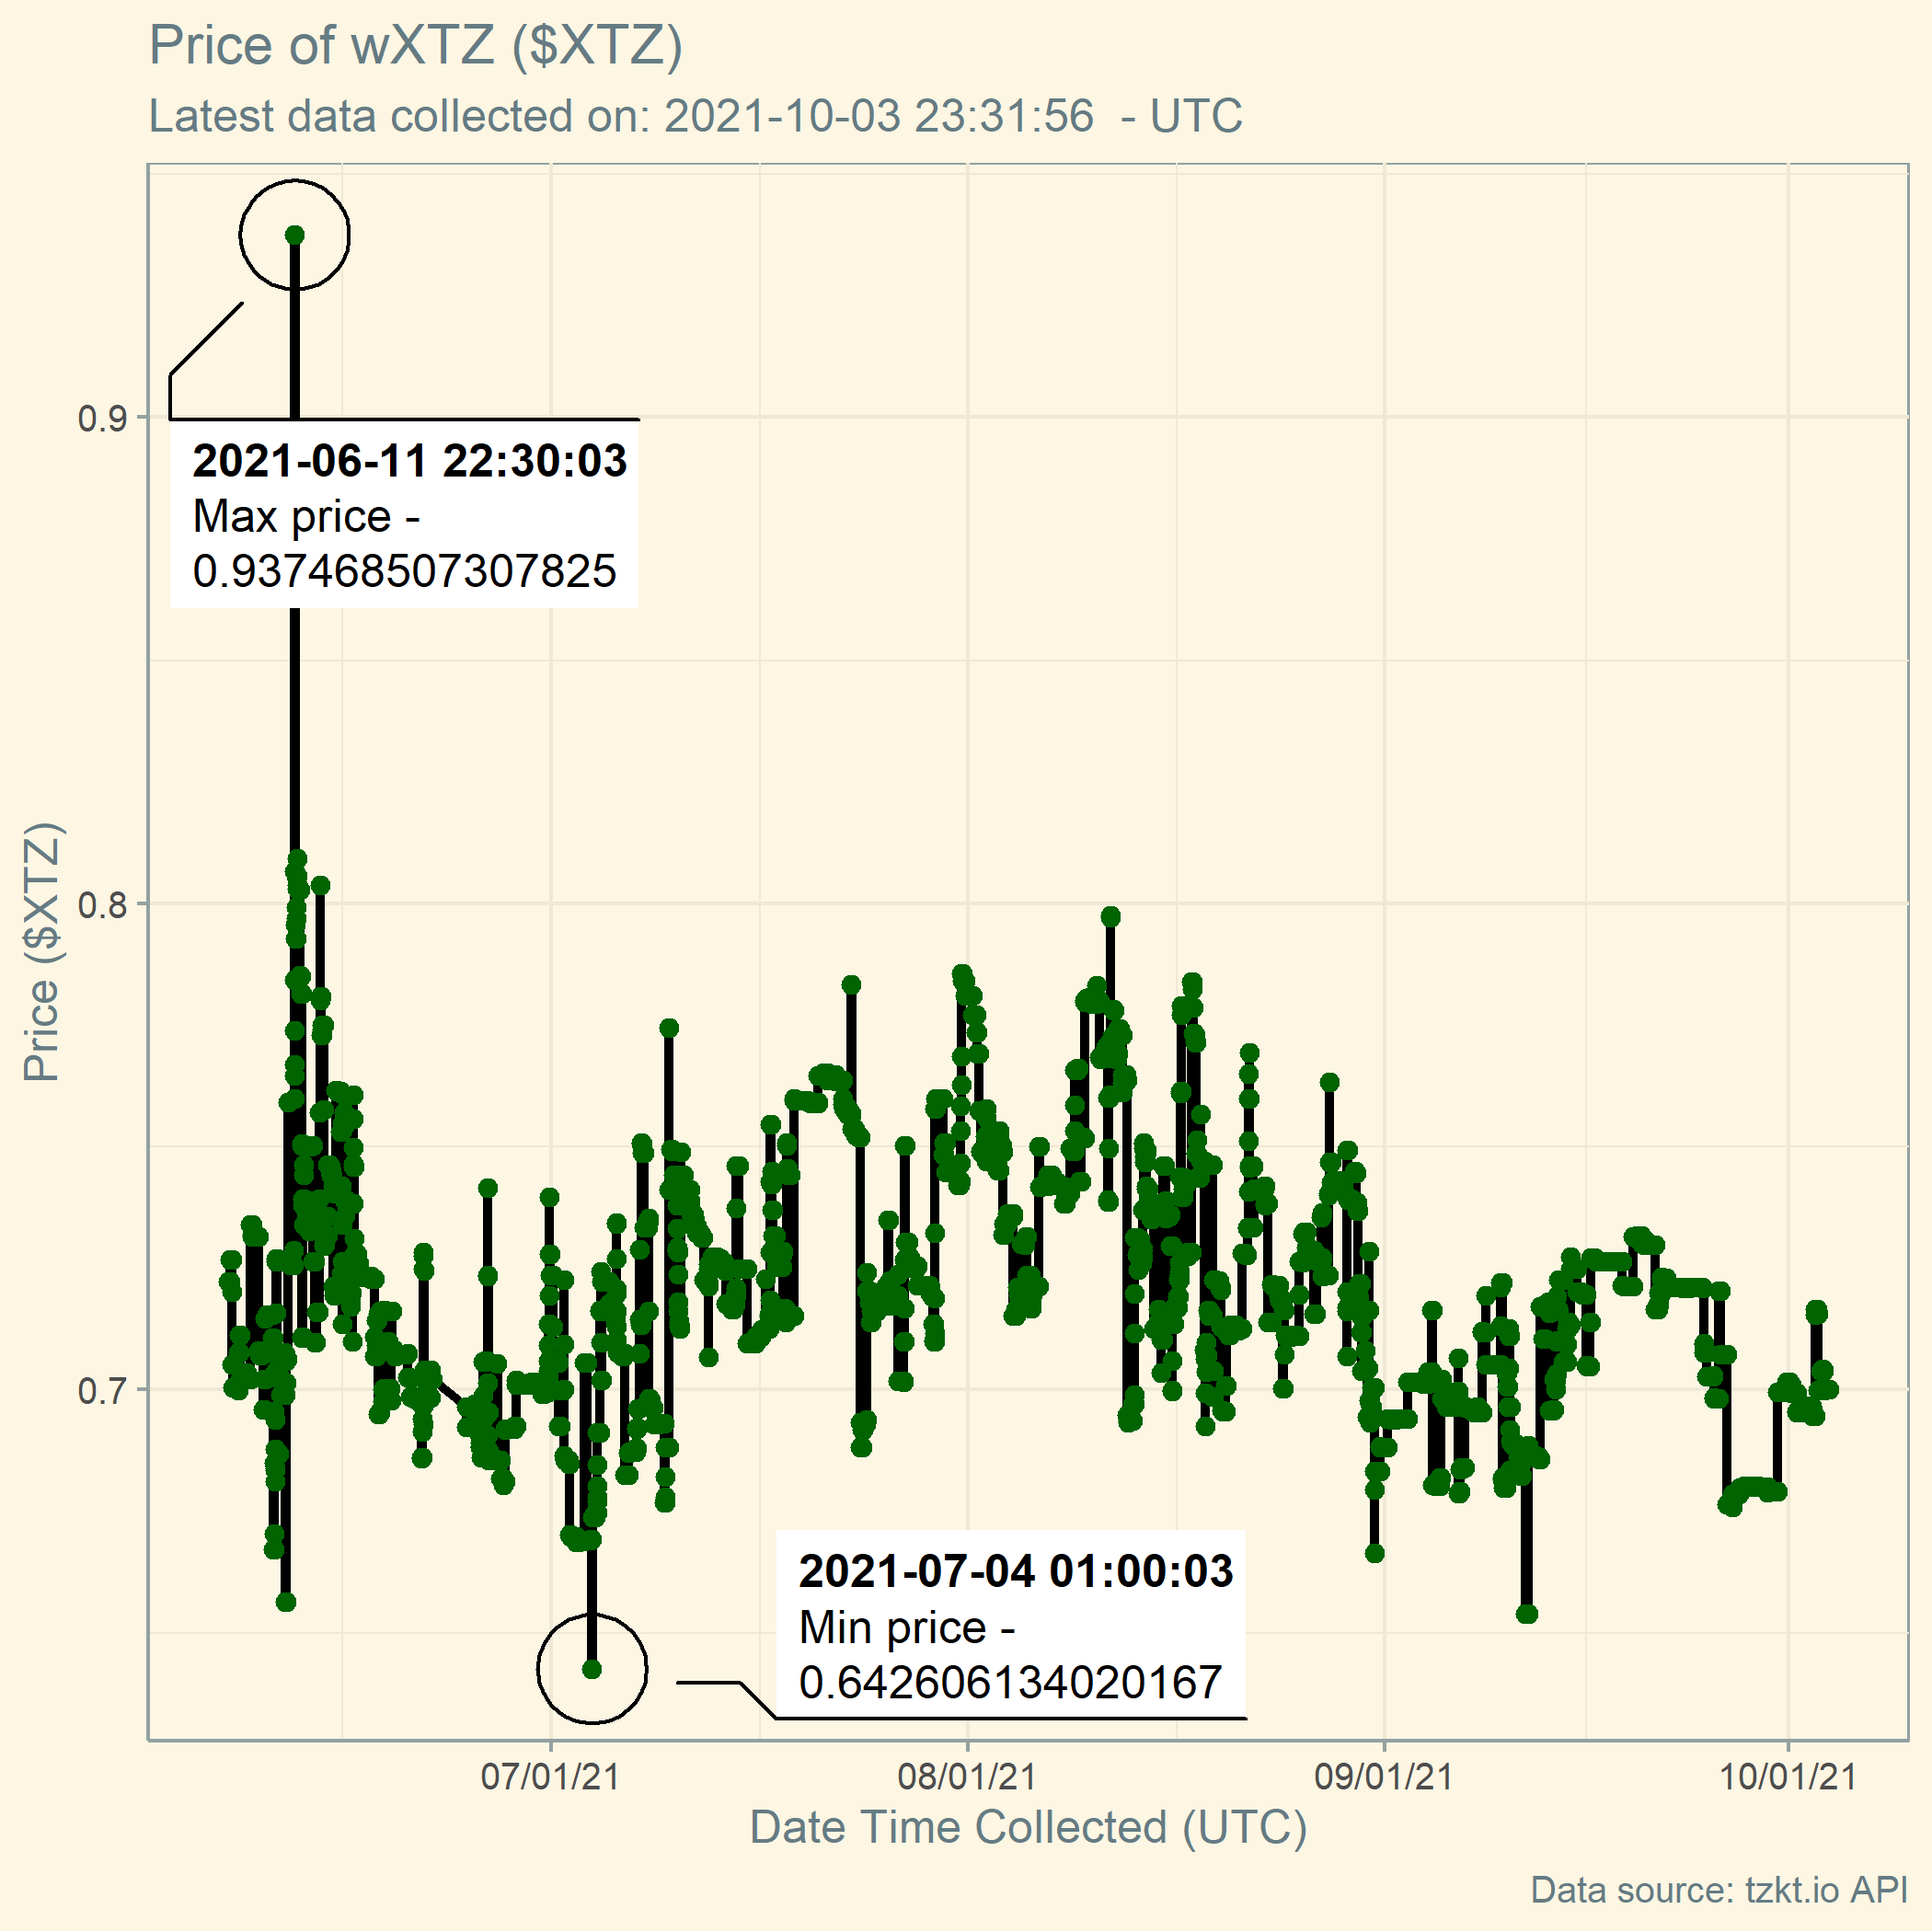 Price of wXTZ ($XTZ)
Latest data collected on: 2021-10-03 23:31:56  - UTC
Price ($XTZ)
0.9
0.8
0.7
2021-06-11 22:30:03
Max price -
0.937468507307825
2021-07-04 01:00:03
Min price -
0.642606134020167
07/01/21
08/01/21
09/01/21
10/01/21
Date Time Collected (UTC)
Data source: tzkt.io API